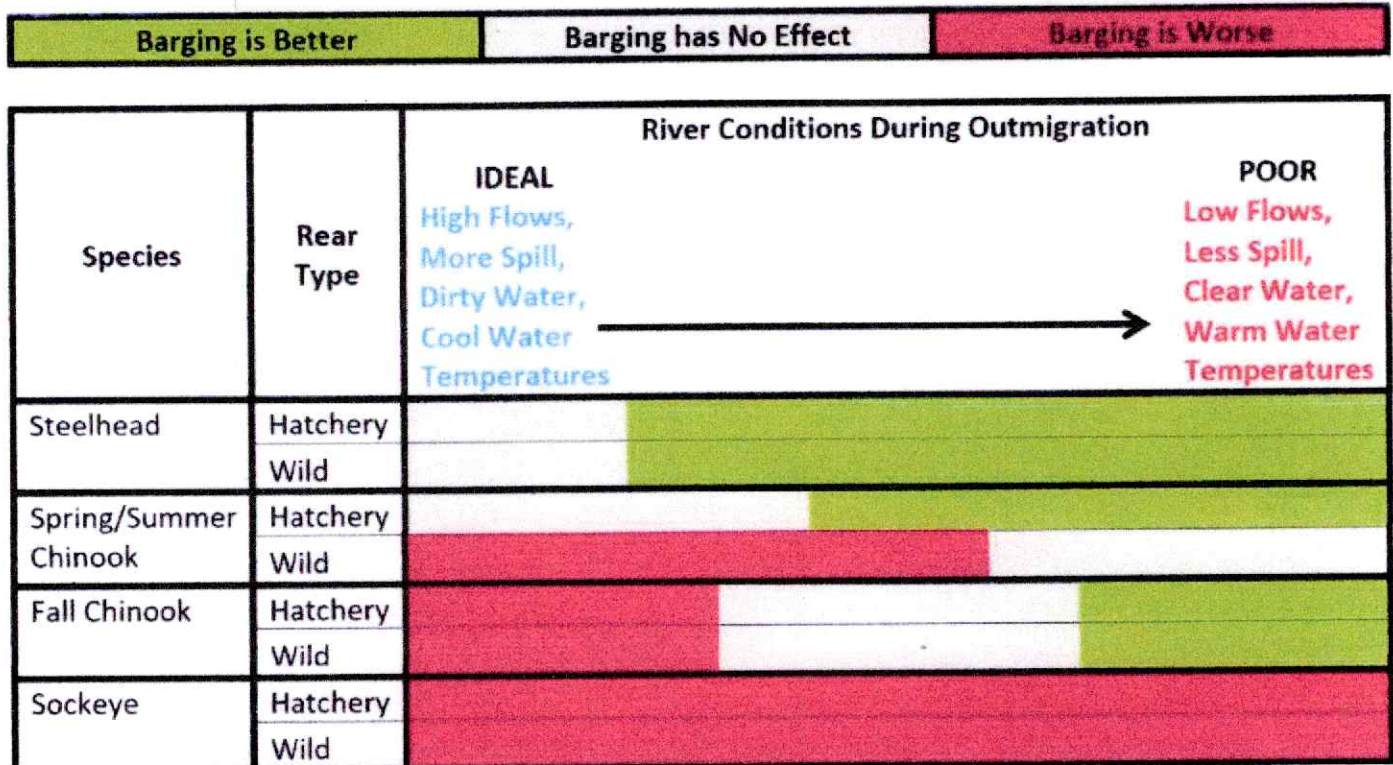 Barging is Better
Barging has No Effect
Barging is Worse
Species
Rear
Type
River Conditions During Outmigration
IDEAL
High Flows,
More Spill,
Dirty Water,
Cool Water
Temperatures
POOR
Low Flows,
Less Spill,
Clear Water,
Warm Water
Temperatures
Steelhead
Hatchery
Wild
Spring/Summer
Chinook
Hatchery
Wild
Fall Chinook
Hatchery
Wild
Sockeye
Hatchery
Wild